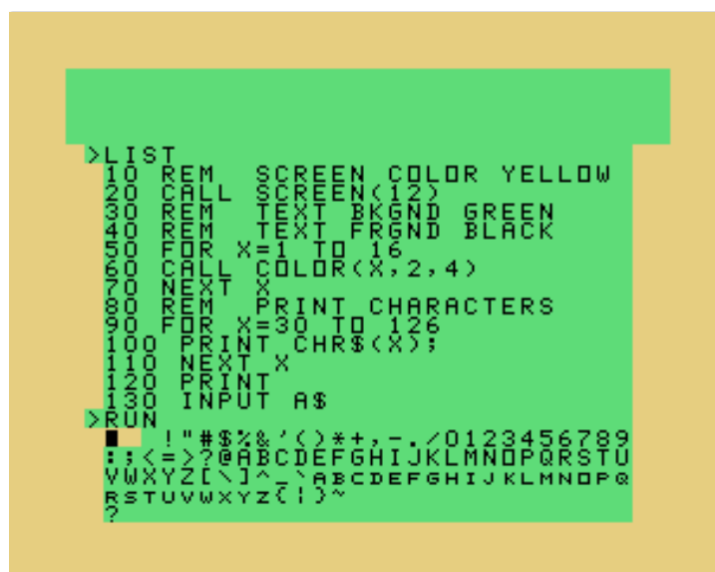 >LIST
10 REM  SCREEN COLOR YELLOW
20 CALL SCREEN(12)
30 REM  TEXT BKGND GREEN
40 REM  TEXT FRGND BLACK
50 FOR X=1 TO 16
60 CALL COLOR(X,2,4)
70 NEXT X
80 REM  PRINT CHARACTERS
90 FOR X=30 TO 126
100 PRINT CHR$(X);
110 NEXT X
120 PRINT
130 INPUT A$
>RUN
!"#$%&'()*+,-./0123456789
:;<=>?@ABCDEFGHIJKLMNOPQRSTU
VWXYZ[\]^_`ABCDEFGHIJKLMNOPQ
RSTUVWXYZ{¦}~
?